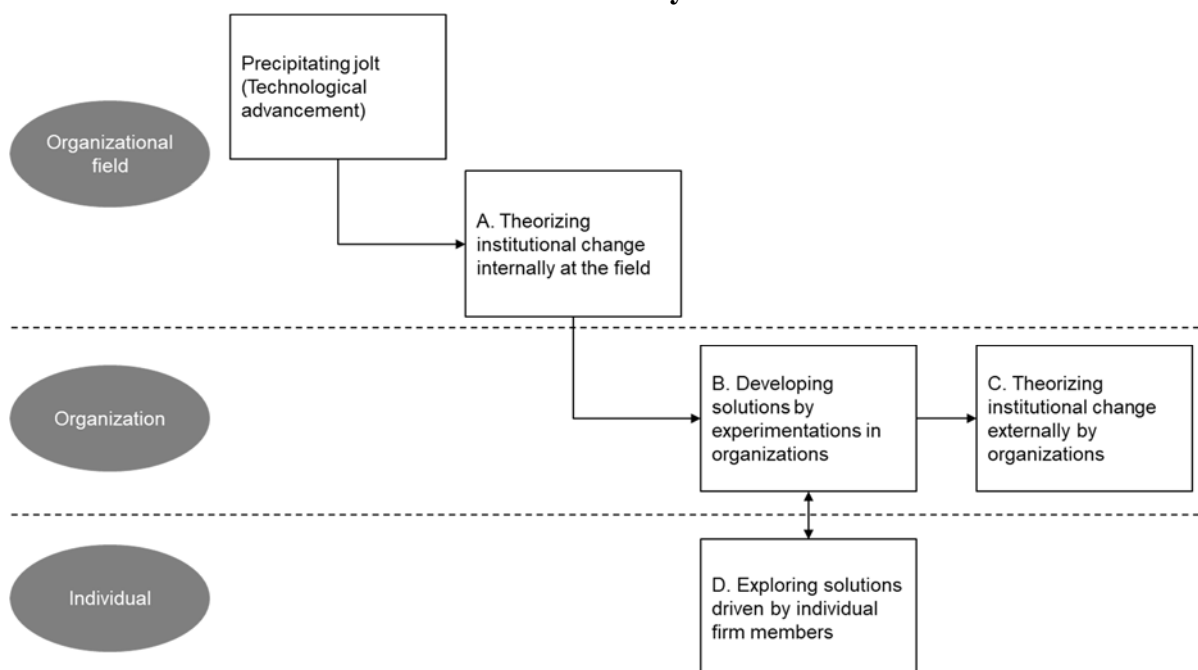 Precipitating jolt
(Technological
advancement)
Organizational
field
A. Theorizing
institutional change
internally at the field
Organization
B. Developing
solutions by
experimentations in
organizations
C. Theorizing
institutional change
externally by
organizations
Individual
D. Exploring solutions
driven by individual
firm members